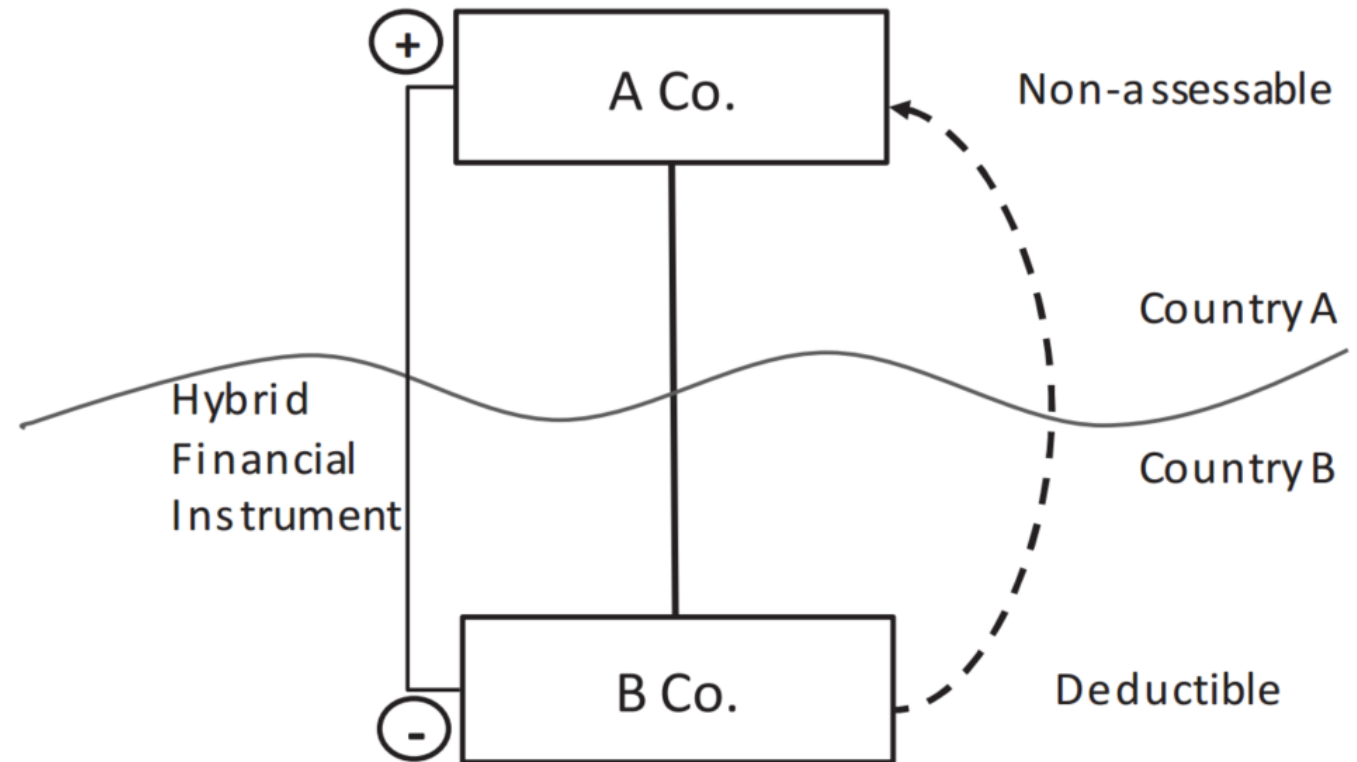 +
A Co.
Non-assessable
Country A
Hybrid
Financial
Instrument
Country B
B Co.
Deductible
-